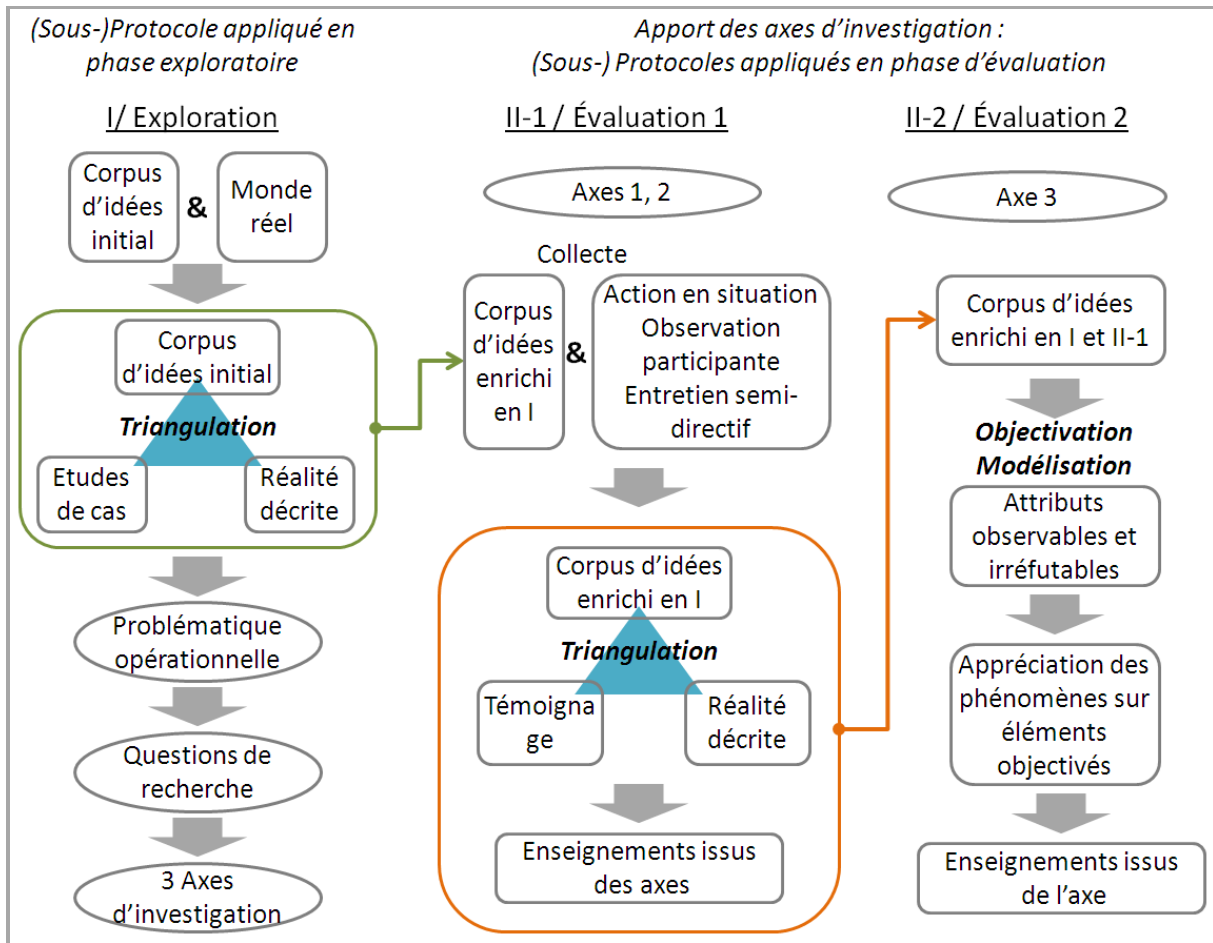 (Sous-)Protocole appliqué en
phase exploratoire
Apport des axes d'investigation :
(Sous-) Protocoles appliqués en phase d'évaluation
I/ Exploration
Corpus
d'idées
initial
&
Monde
réel
Corpus
d'idées initial
Triangulation
Etudes
de cas
Réalité
décrite
Problématique
opérationnelle
Questions de
recherche
3 Axes
d'investigation
II-1 / Évaluation 1
Axes 1, 2
Collecte
Corpus
d'idées
enrichi
en I
&
Action en situation
Observation
participante
Entretien semi-
directif
Corpus d'idées
enrichi en I
Triangulation
Témoigna
ge
Réalité
décrite
Enseignements issus
des axes
II-2 / Évaluation 2
Axe 3
Corpus d'idées
enrichi en I et II-1
Objectivation
Modélisation
Attributs
observables et
irréfutables
Appréciation des
phénomènes sur
éléments
objectivés
Enseignements issus
de l'axe